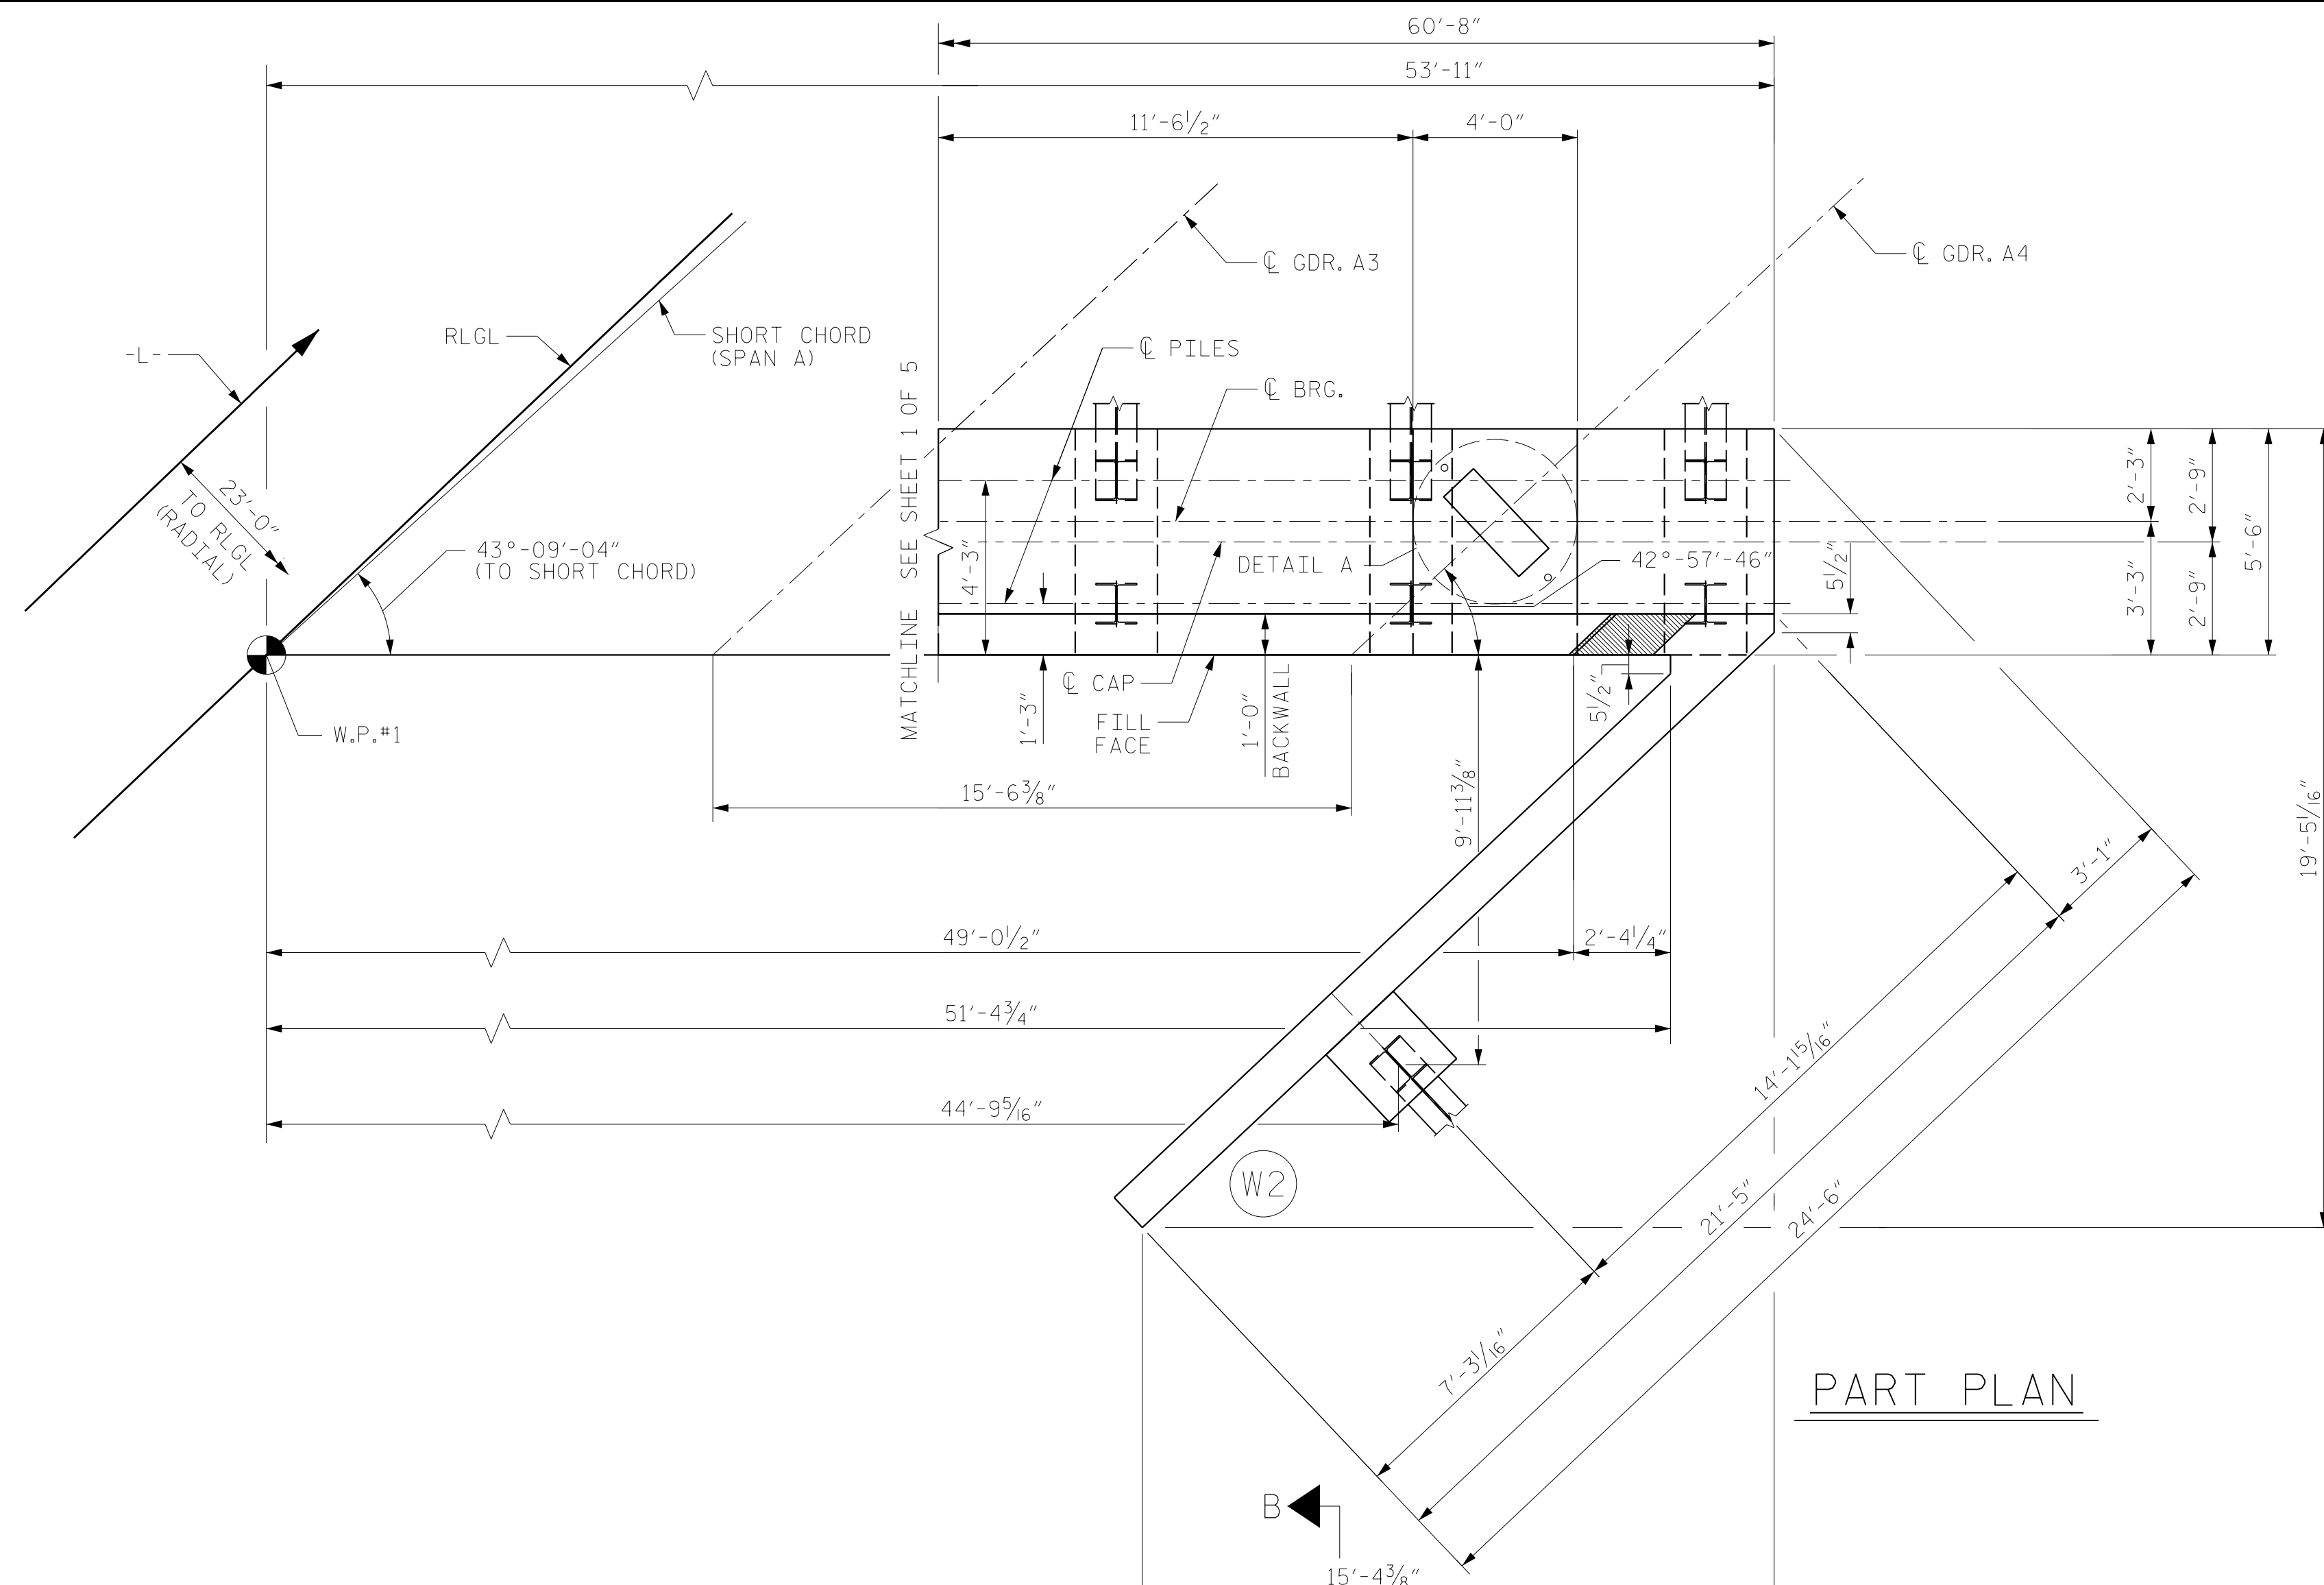 60'-8"
53'-11"
11'-6 1/2"
4'-0"
℄ GDR. A3
℄ GDR. A4
-L-
RLGL
SHORT CHORD
(SPAN A)
℄ PILES
℄ BRG.
MATCHLINE SEE SHEET 1 OF 5
23'-0"
TO RLGL
(RADIAL)
43°-09'-04"
(TO SHORT CHORD)
4'-3"
DETAIL A
42°-57'-46"
5 1/2"
2'-3"
3'-3"
2'-9"
2'-9"
5'-6"
W.P.#1
℄ CAP
FILL
FACE
1'-3"
1'-0"
BACKWALL
5 1/2"
15'-6 3/8"
9'-11 3/8"
19'-5 1/16"
3'-1"
49'-0 1/2"
2'-4 1/4"
51'-4 3/4"
44'-9 5/16"
14'-1 15/16"
W2
21'-5"
24'-6"
7'-3 1/16"
PART PLAN
B
15'-4 3/8"